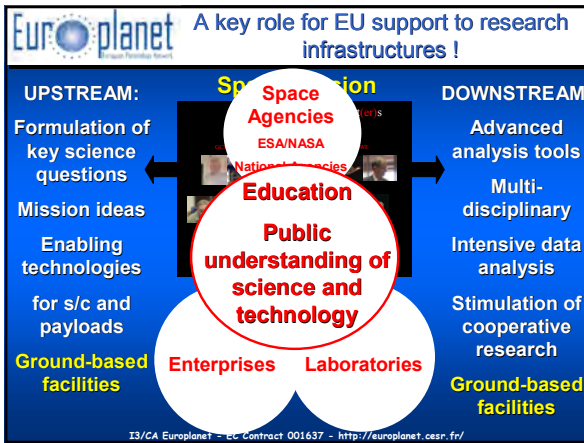 Europlanet
A key role for EU support to research
infrastructures !
UPSTREAM:
Formulation of
key science
questions
Mission ideas
Enabling
technologies
for s/c and
payloads
Ground-based
facilities
Space
Agencies
ESA/NASA
National Agencies
Education
Public
understanding of
science and
technology
Enterprises
Laboratories
DOWNSTREAM
Advanced
analysis tools
Multi-
disciplinary
Intensive data
analysis
Stimulation of
cooperative
research
Ground-based
facilities
I3/CA Europlanet - EC Contract 001637 - http://europlanet.cesr.fr/